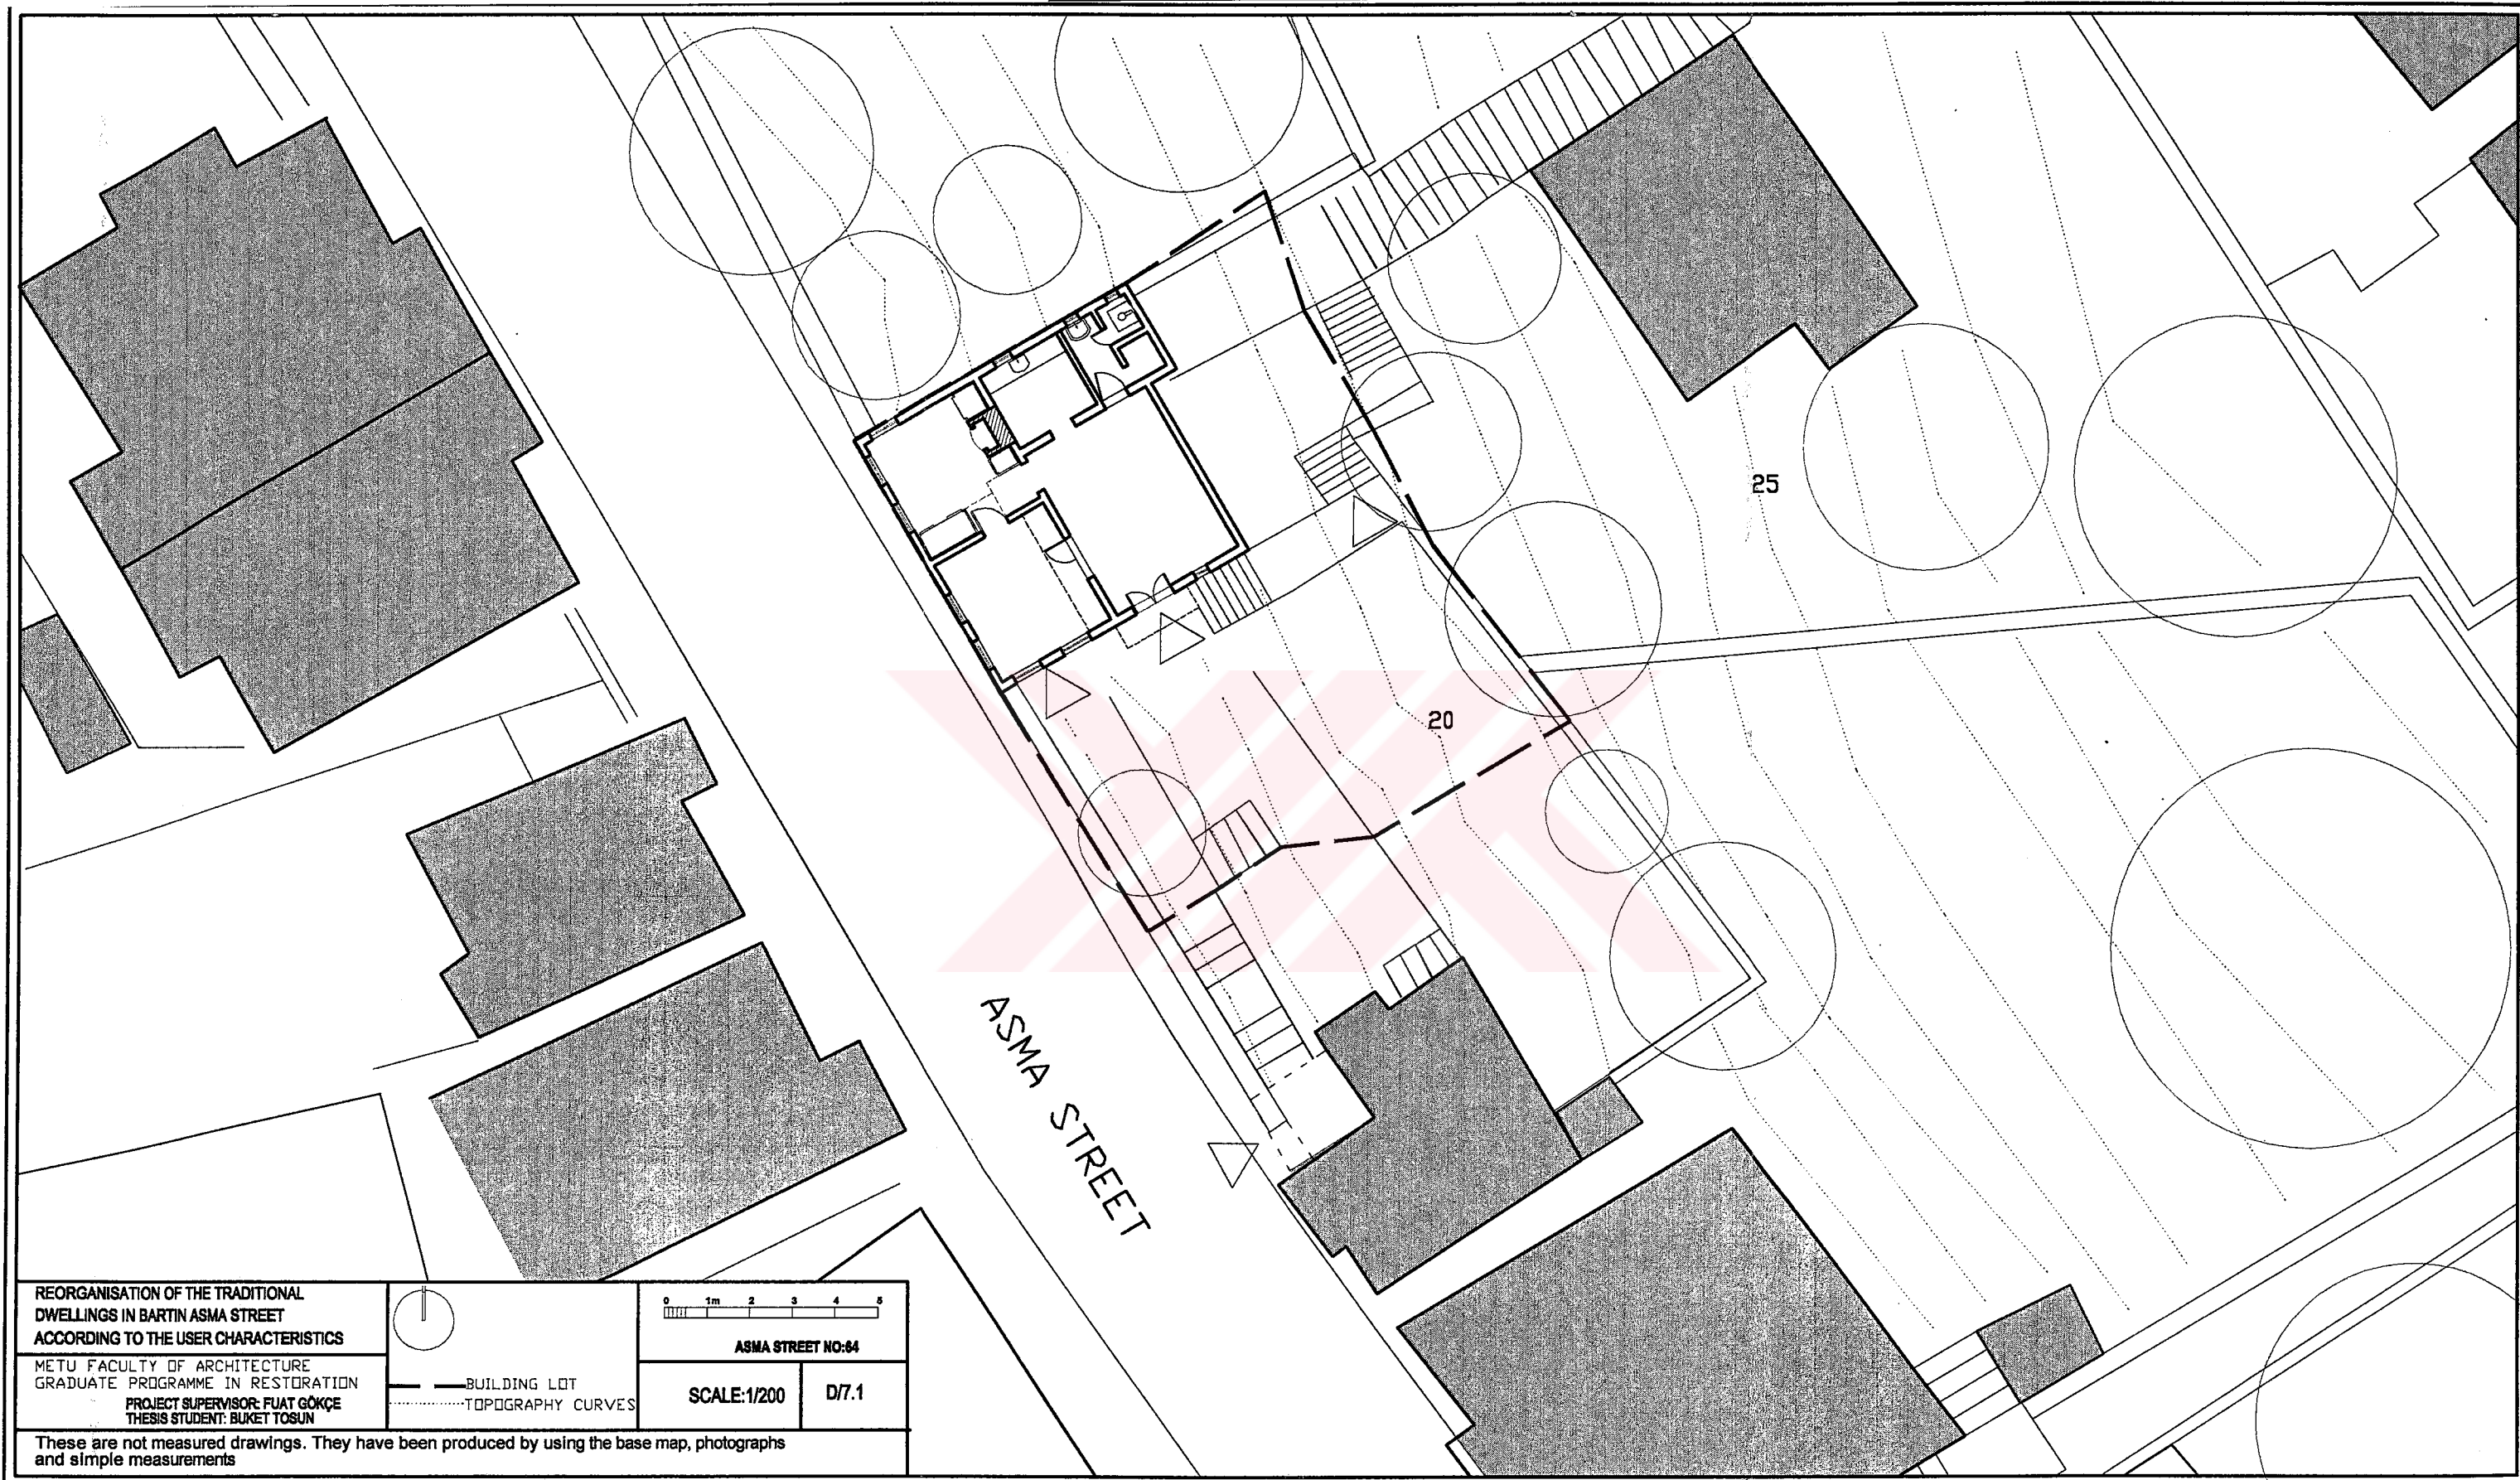 25
20
ASMA STREET
REORGANISATION OF THE TRADITIONAL
DWELLINGS IN BARTIN ASMA STREET
ACCORDING TO THE USER CHARACTERISTICS
METU FACULTY OF ARCHITECTURE
GRADUATE PROGRAMME IN RESTORATION
PROJECT SUPERVISOR: FUAT GÖKÇE
THESIS STUDENT: BUKET TOSUN
BUILDING LOT
TOPOGRAPHY CURVES
0 1m 2 3 4 5
ASMA STREET NO:64
SCALE:1/200
D/7.1
These are not measured drawings. They have been produced by using the base map, photographs
and simple measurements